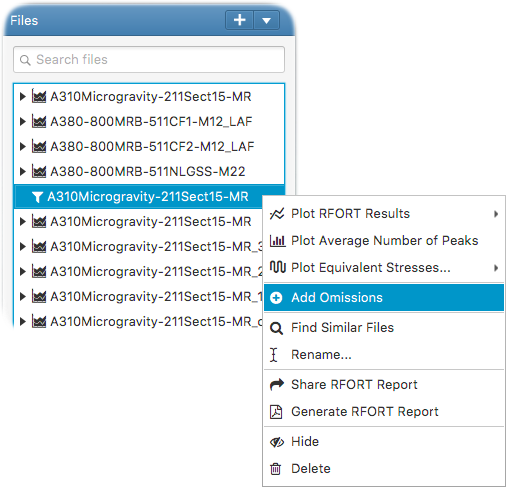 Files
Search files
A310Microgravity-211Sect15-MR
A380-800MRB-511CF1-M12_LAF
A380-800MRB-511CF2-M12_LAF
A380-800MRB-511NLGSS-M22
A310Microgravity-211Sect15-MR
A310Microgravity-211Sect15-MR
A310Microgravity-211Sect15-MR_3
A310Microgravity-211Sect15-MR_2
A310Microgravity-211Sect15-MR_1
A310Microgravity-211Sect15-MR_c
Plot RFORT Results
Plot Average Number of Peaks
Plot Equivalent Stresses...
Add Omissions
Find Similar Files
Rename...
Share RFORT Report
Generate RFORT Report
Hide
Delete